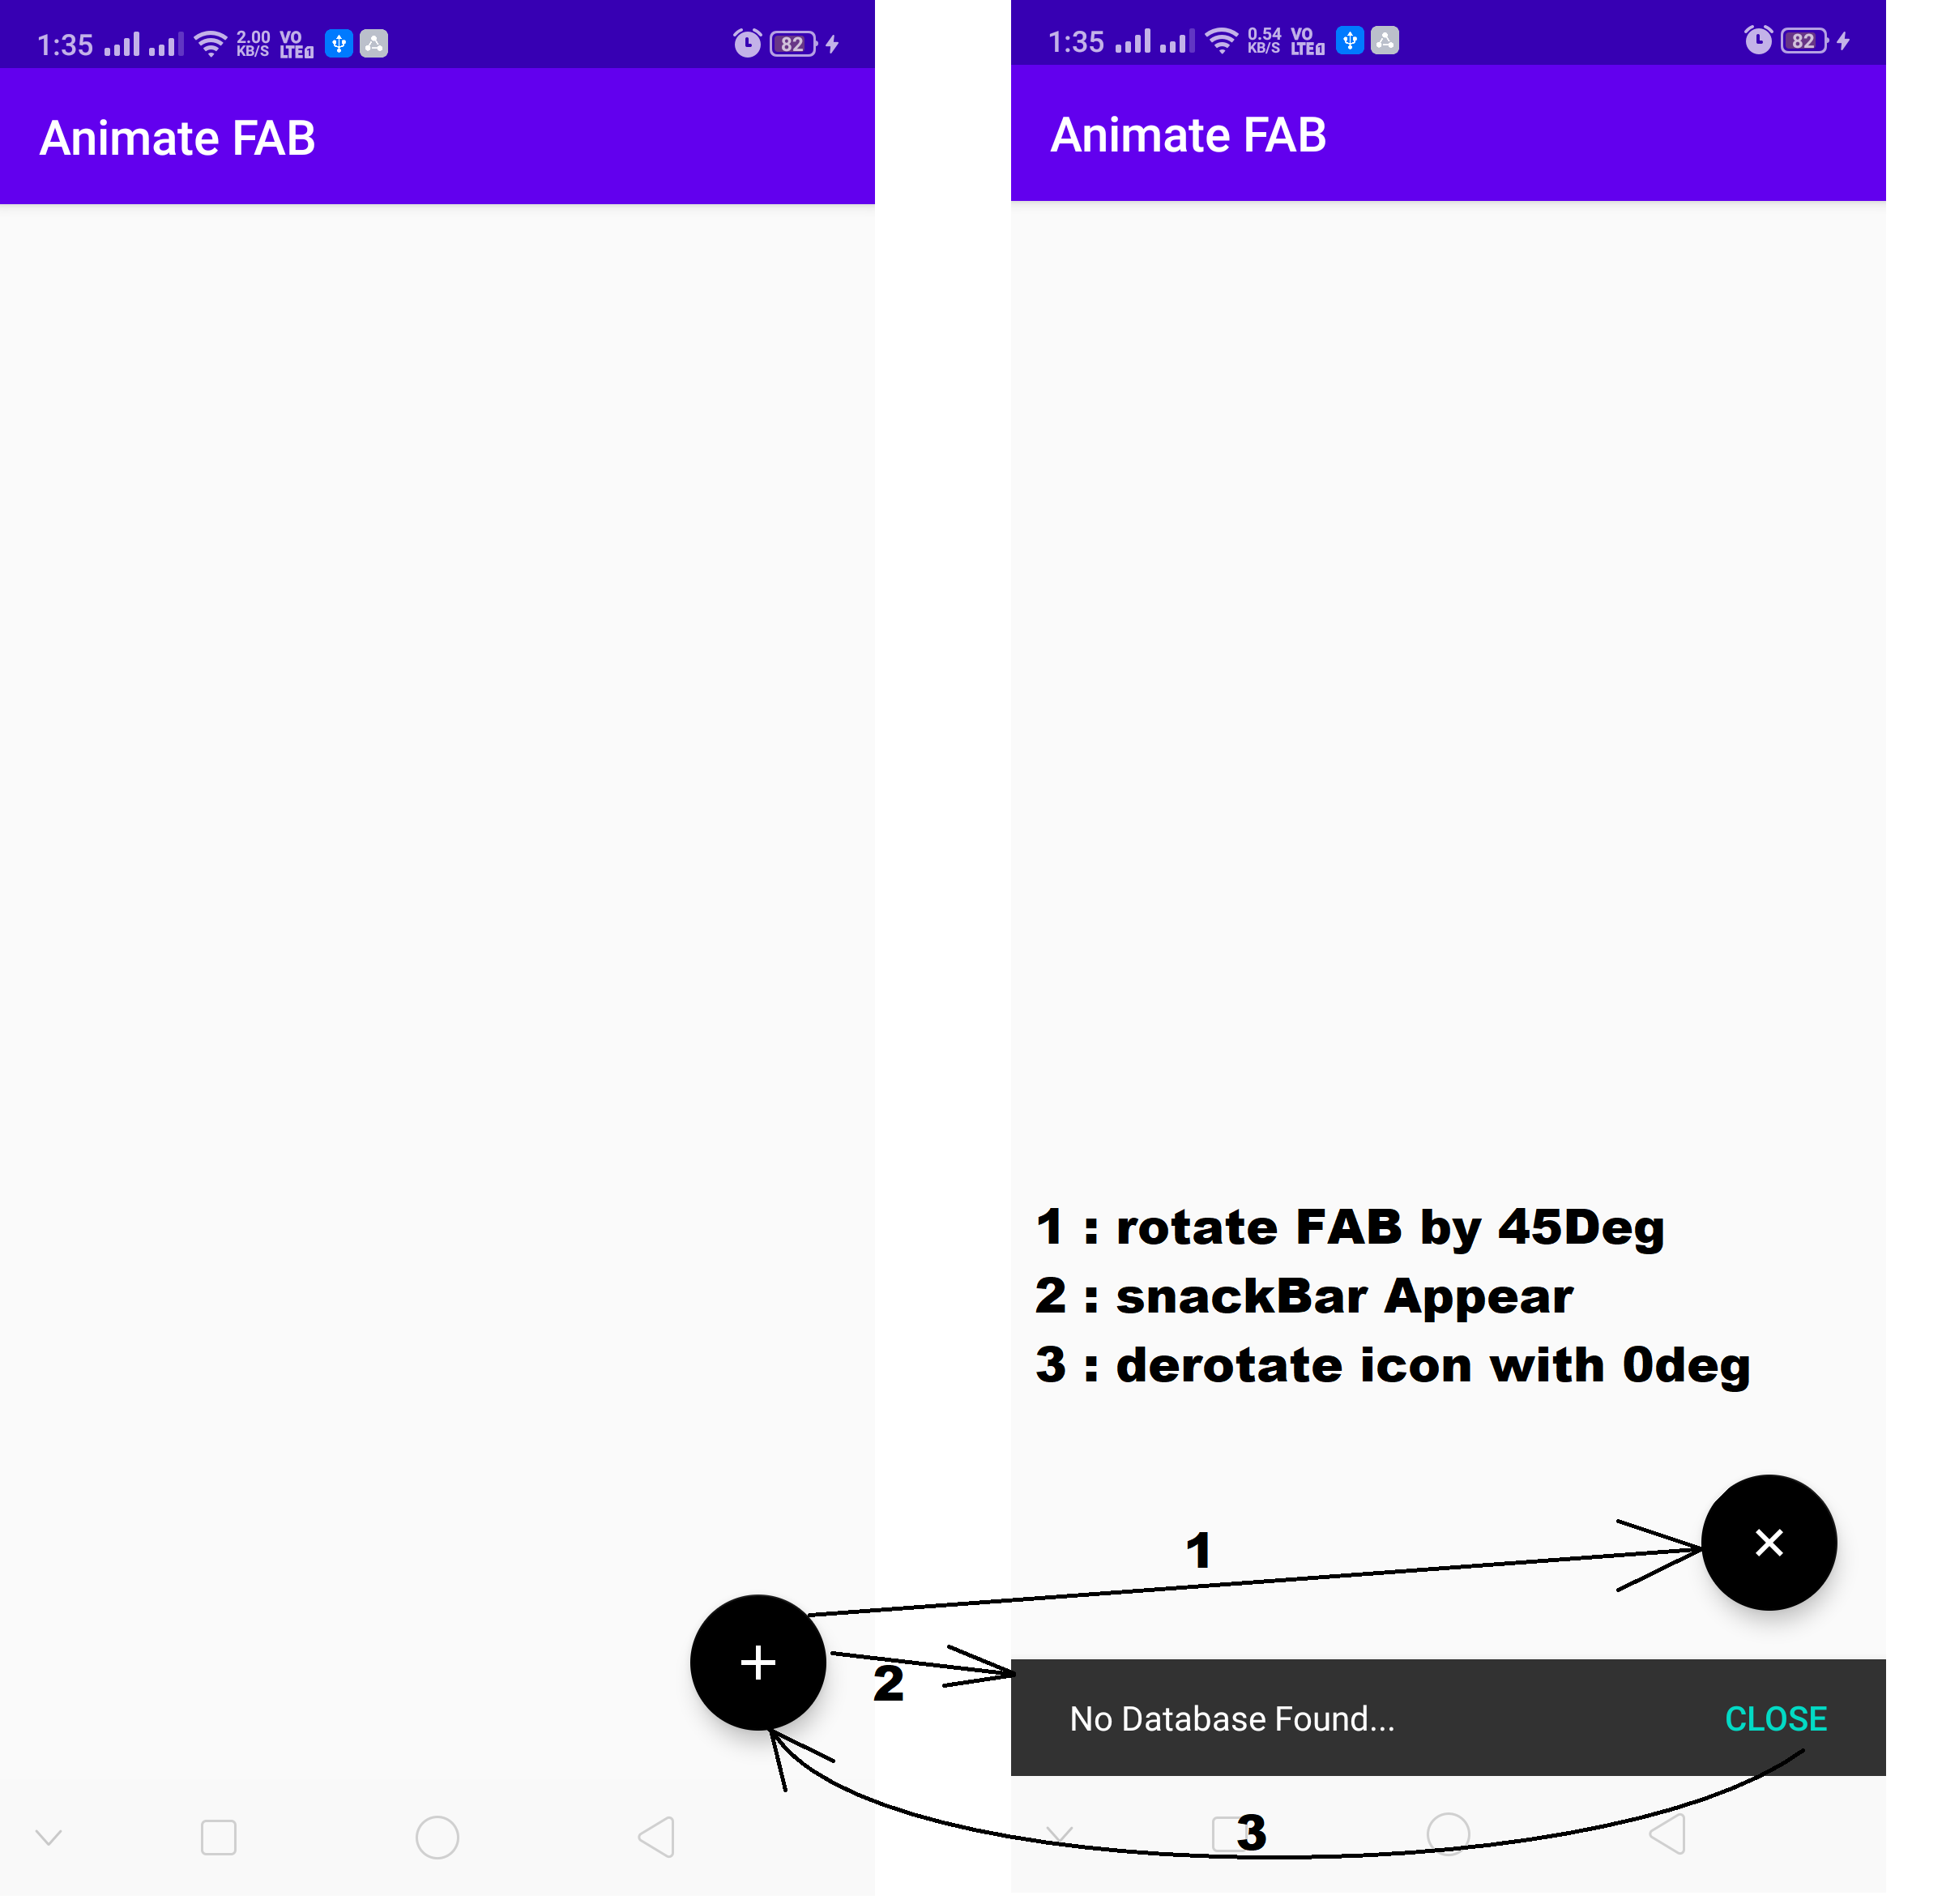 1:35 2.00 KB/S VO LTE1 82
Animate FAB
1:35 0.54 KB/S VO LTE1 82
Animate FAB
1 : rotate FAB by 45Deg
2 : snackBar Appear
3 : derotate icon with 0deg
1
2
No Database Found...
CLOSE
3